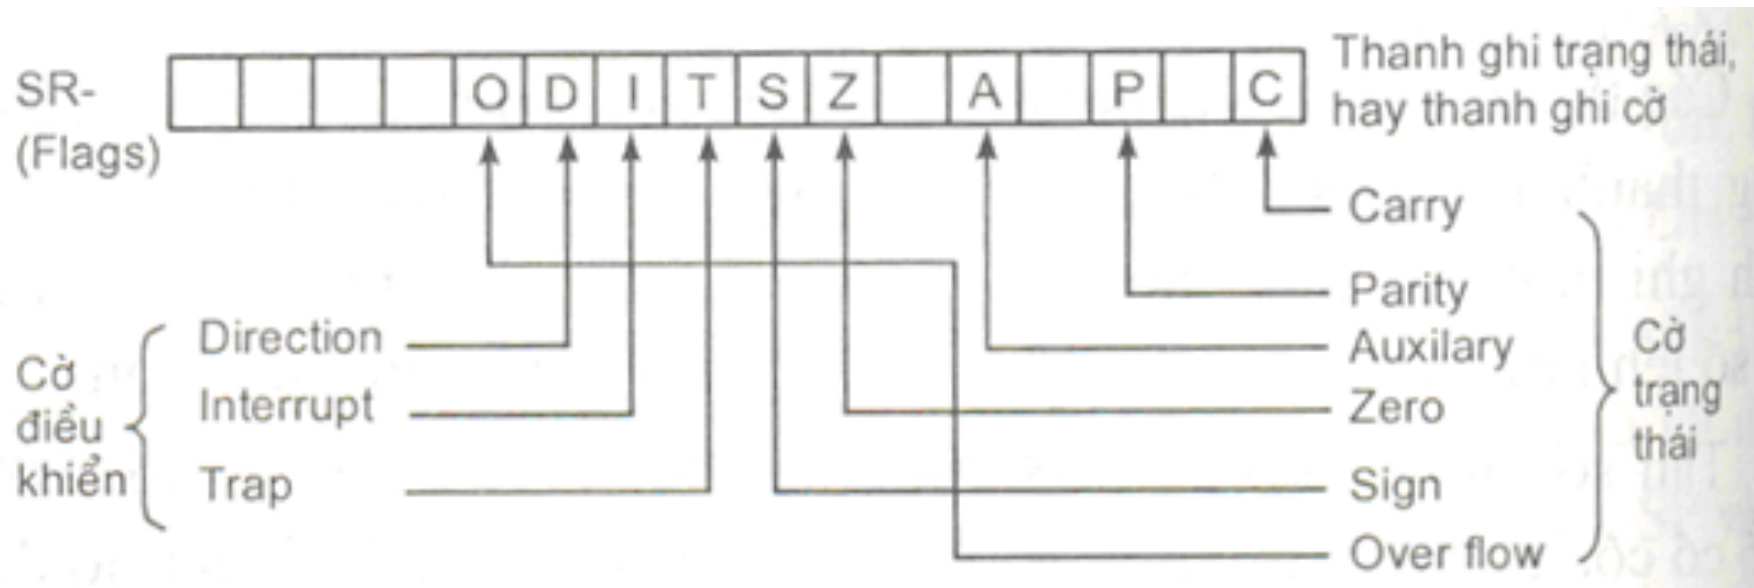 SR-
(Flags)
O D I T S Z A P C
Thanh ghi trạng thái,
hay thanh ghi cờ
Carry
Parity
Auxilary
Zero
Sign
Over flow
Cờ
trạng
thái
Direction
Interrupt
Trap
Cờ
điều
khiển